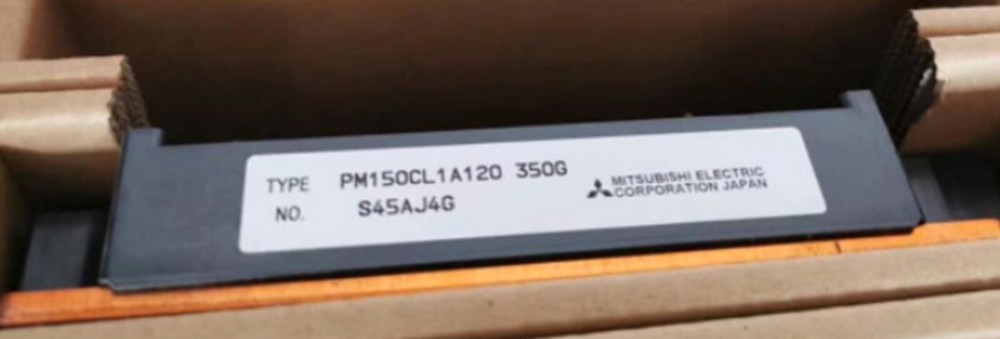 TYPE PM150CL1A120 350G
NO. S45AJ4G
MITSUBISHI ELECTRIC
CORPORATION JAPAN